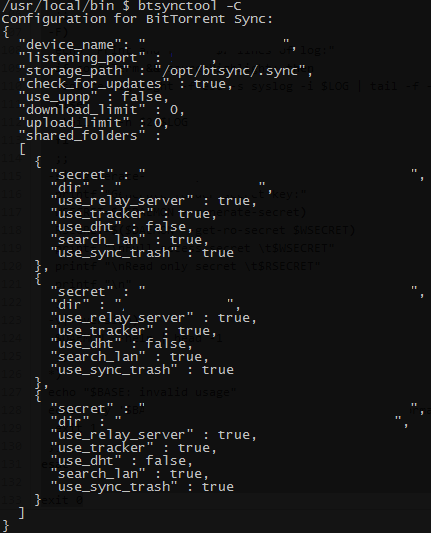 /usr/local/bin $ btsynctool -C
Configuration for BitTorrent Sync:
{
  "device_name": "                 ",
  "listening_port" :              ,
  "storage_path" : "/opt/btsync/.sync",
  "check_for_updates" : true,
  "use_upnp" : false,
  "download_limit" : 0,
  "upload_limit" : 0,
  "shared_folders" :
  [
    {
      "secret" : "                                 ",
      "dir" : "                 ",
      "use_relay_server" : true,
      "use_tracker" : true,
      "use_dht" : false,
      "search_lan" : true,
      "use_sync_trash" : true
    },
    {
      "secret" : "                                 ",
      "dir" : "             ",
      "use_relay_server" : true,
      "use_tracker" : true,
      "use_dht" : false,
      "search_lan" : true,
      "use_sync_trash" : true
    },
    {
      "secret" : "                                 ",
      "dir" : "                                  ",
      "use_relay_server" : true,
      "use_tracker" : true,
      "use_dht" : false,
      "search_lan" : true,
      "use_sync_trash" : true
    }
  ]
}